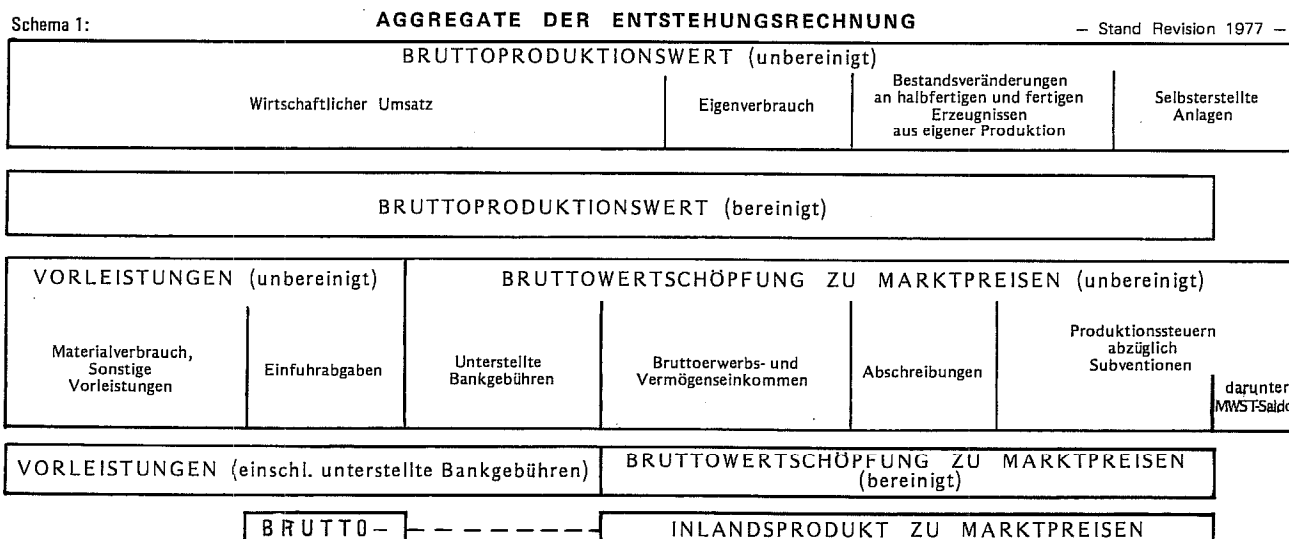 Schema 1:
AGGREGATE DER ENTSTEHUNGSRECHNUNG
— Stand Revision 1977 —
BRUTTOPRODUKTIONSWERT (unbereinigt)
Wirtschaftlicher Umsatz
Eigenverbrauch
Bestandsveränderungen
an halbfertigen und fertigen
Erzeugnissen
aus eigener Produktion
Selbsterstellte
Anlagen
BRUTTOPRODUKTIONSWERT (bereinigt)
VORLEISTUNGEN (unbereinigt)
BRUTTOWERTSCHÖPFUNG ZU MARKTPREISEN (unbereinigt)
Materialverbrauch,
Sonstige
Vorleistungen
Einfuhrabgaben
Unterstellte
Bankgebühren
Bruttoerwerbs- und
Vermögenseinkommen
Abschreibungen
Produktionssteuern
abzüglich
Subventionen
darunter
MWST-Saldo
VORLEISTUNGEN (einschl. unterstellte Bankgebühren)
BRUTTOWERTSCHÖPFUNG ZU MARKTPREISEN
(bereinigt)
BRUTTO-
INLANDSPRODUKT ZU MARKTPREISEN